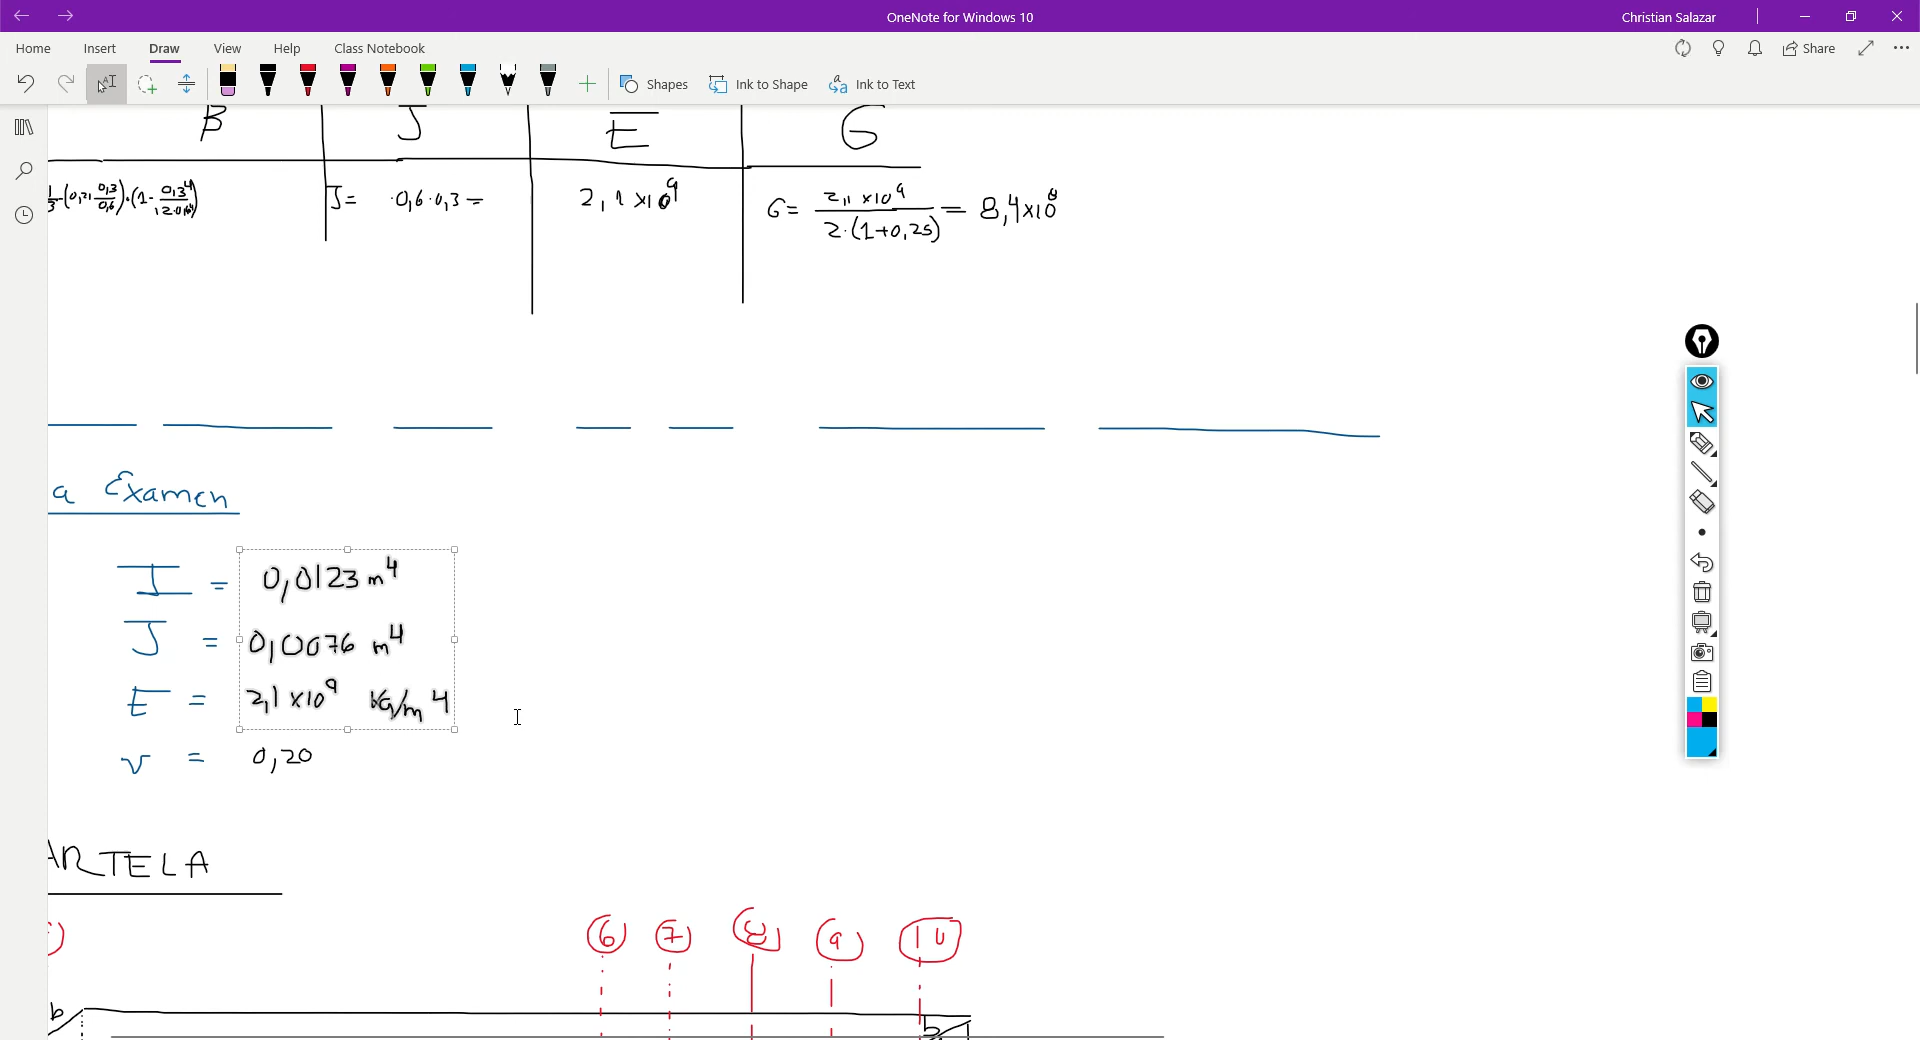 OneNote for Windows 10
Christian Salazar
Home Insert Draw View Help Class Notebook
Share
Shapes
Ink to Shape
Ink to Text
β J E G
J= ·0,6·0,3=
2,1 x10⁹
G= 2,1 x10⁹ / 2·(1+0,25) = 8,4x10⁸
a Examen
I = 0,0123 m⁴
J = 0,0076 m⁴
E = 2,1 x10⁹ KG/m 4
v = 0,20
ARTELA
6 7 8 9 10
b
b